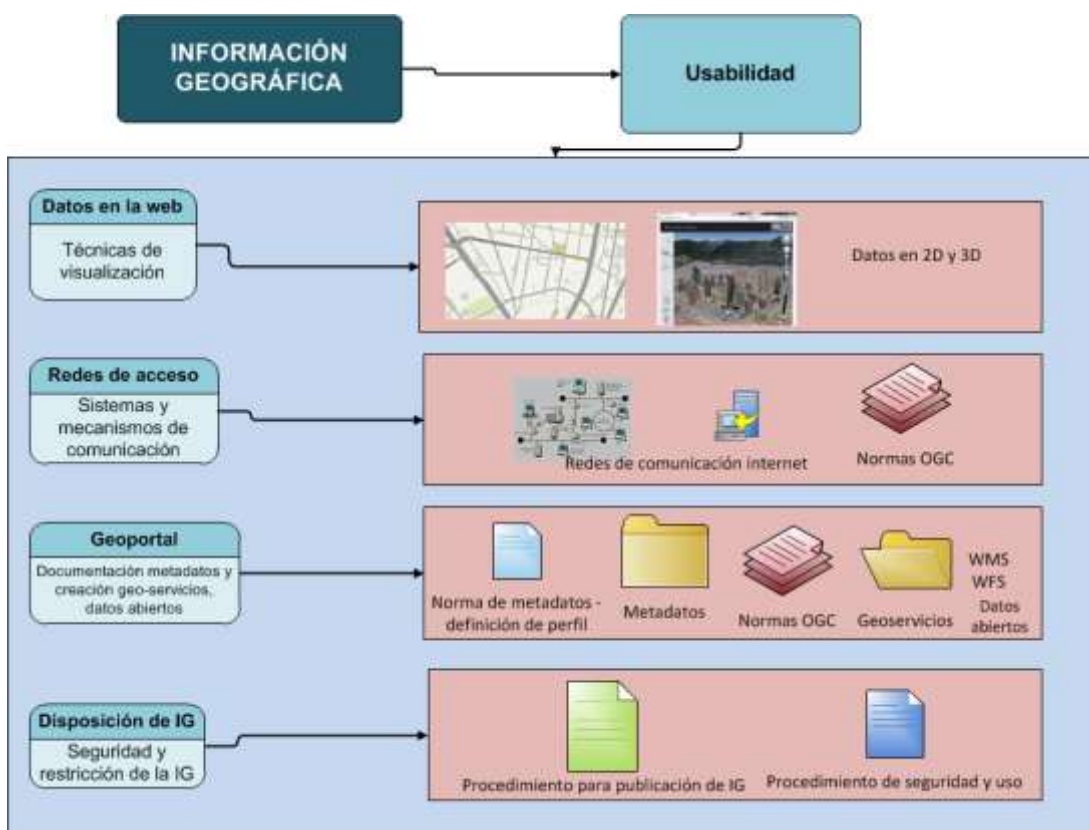 INFORMACIÓN
GEOGRÁFICA
Usabilidad
Datos en la web
Técnicas de
visualización
Datos en 2D y 3D
Redes de acceso
Sistemas y
mecanismos de
comunicación
Redes de comunicación internet
Normas OGC
Geoportal
Documentación metadatos y
creación geo-servicios,
datos abiertos
Norma de metadatos -
definición de perfil
Metadatos
Normas OGC
Geoservicios
WMS
WFS
Datos
abiertos
Disposición de IG
Seguridad y
restricción de la IG
Procedimiento para publicación de IG
Procedimiento de seguridad y uso